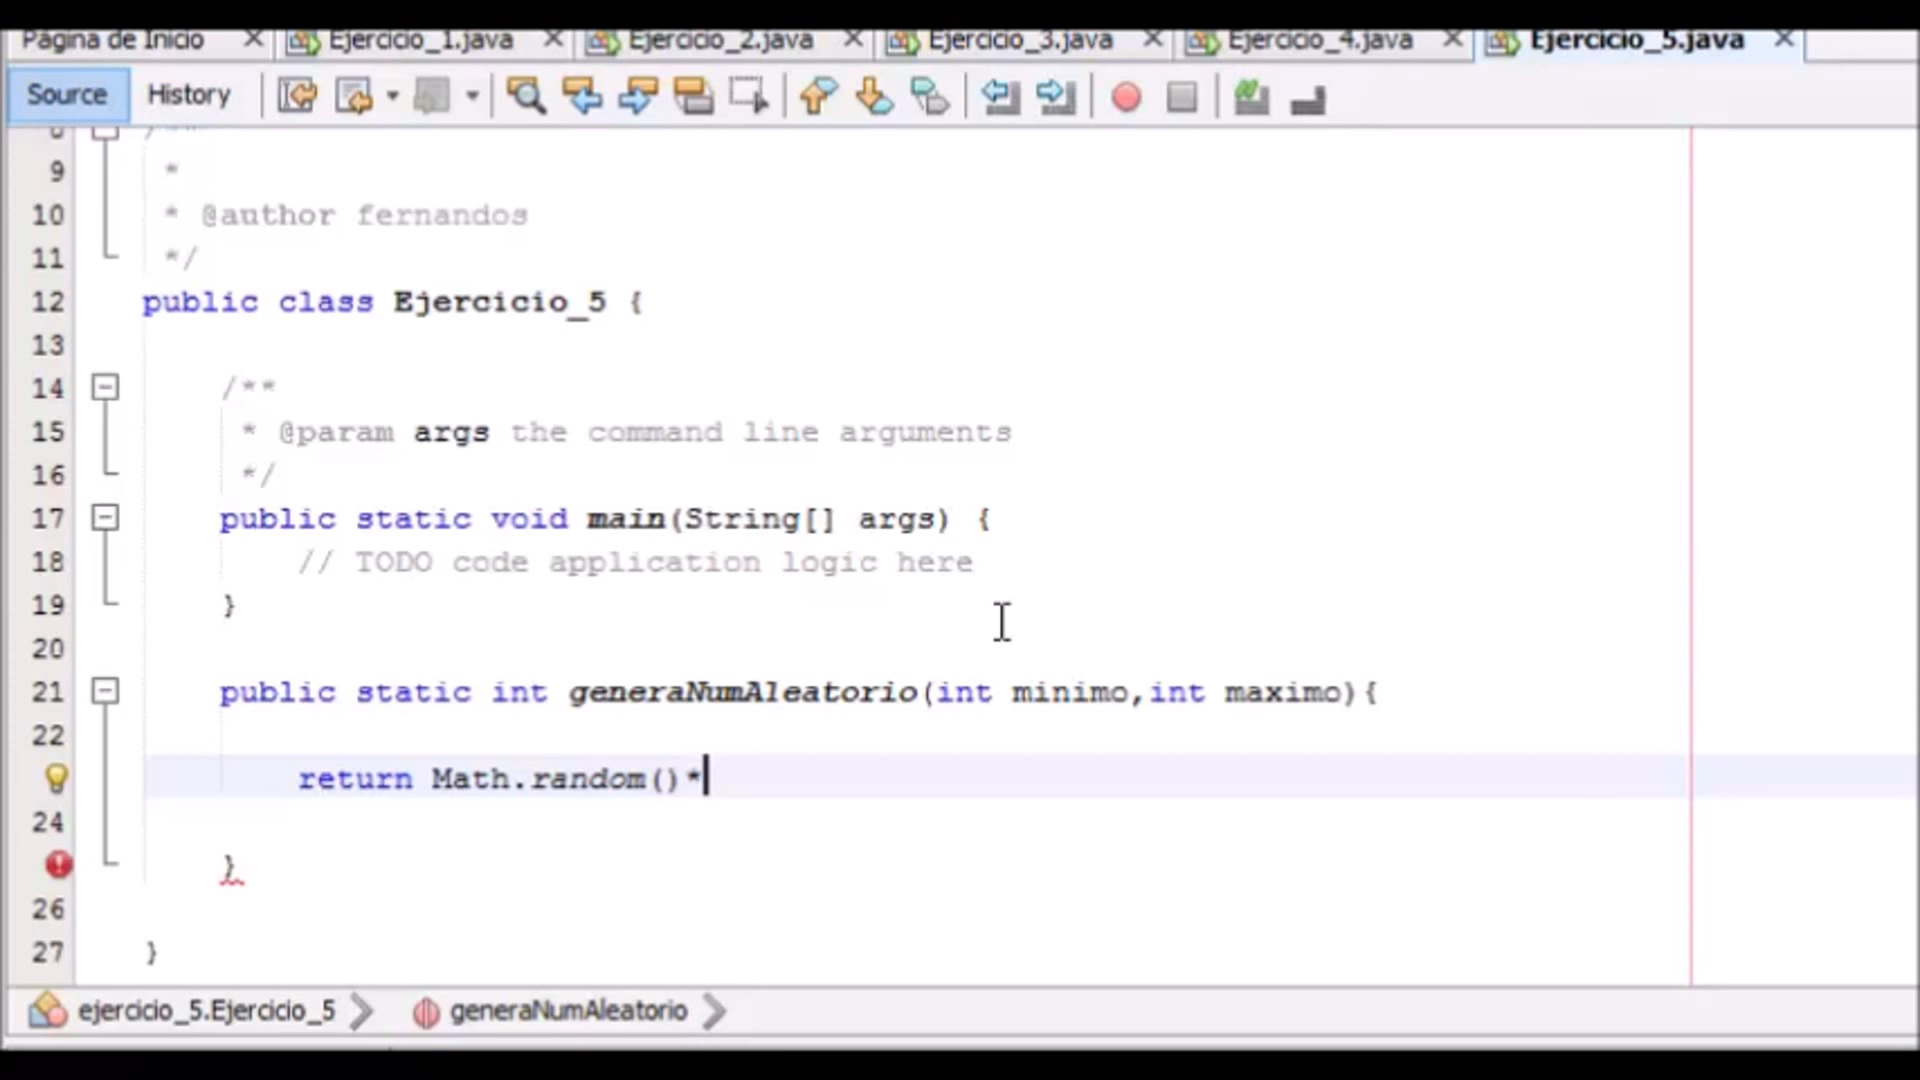 Página de Inicio Ejercicio_1.java Ejercicio_2.java Ejercicio_3.java Ejercicio_4.java Ejercicio_5.java
Source History
8 /**
9 *
10 * @author fernandos
11 */
12 public class Ejercicio_5 {
13
14 /**
15 * @param args the command line arguments
16 */
17 public static void main(String[] args) {
18 // TODO code application logic here
19 }
20
21 public static int generaNumAleatorio(int minimo,int maximo){
22
return Math.random()*
24
}
26
27 }
ejercicio_5.Ejercicio_5 generaNumAleatorio